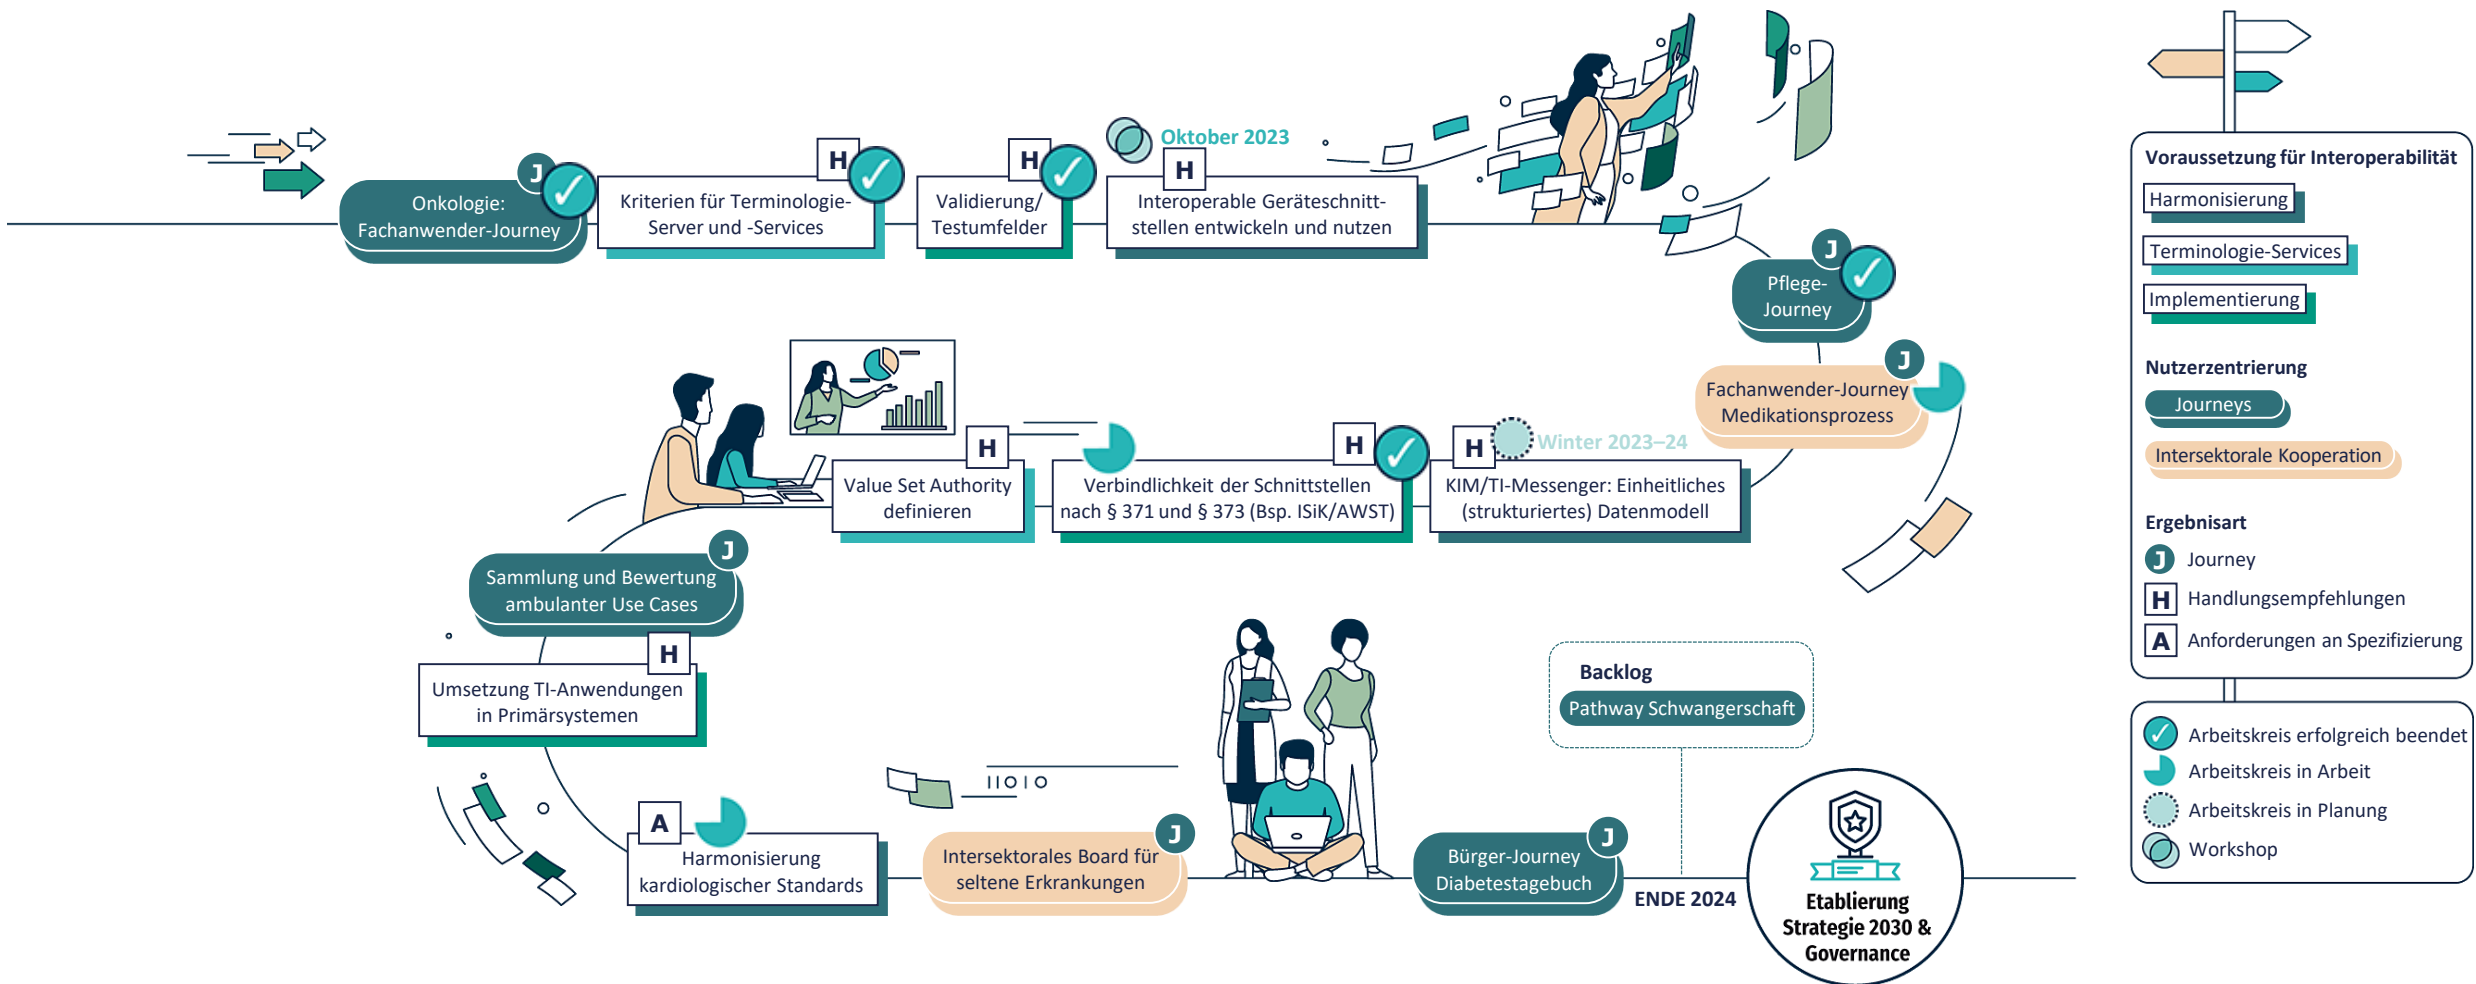 J
Onkologie:
Fachanwender-Journey
H
Kriterien für Terminologie-
Server und -Services
H
Validierung/
Testumfelder
Oktober 2023
H
Interoperable Geräteschnitt-
stellen entwickeln und nutzen
J
Pflege-
Journey
J
Fachanwender-Journey
Medikationsprozess
Winter 2023–24
H
KIM/TI-Messenger: Einheitliches
(strukturiertes) Datenmodell
H
Verbindlichkeit der Schnittstellen
nach § 371 und § 373 (Bsp. ISiK/AWST)
H
Value Set Authority
definieren
J
Sammlung und Bewertung
ambulanter Use Cases
H
Umsetzung TI-Anwendungen
in Primärsystemen
A
Harmonisierung
kardiologischer Standards
11010
J
Intersektorales Board für
seltene Erkrankungen
J
Bürger-Journey
Diabetestagebuch
Backlog
Pathway Schwangerschaft
ENDE 2024
Etablierung
Strategie 2030 &
Governance
Voraussetzung für Interoperabilität
Harmonisierung
Terminologie-Services
Implementierung
Nutzerzentrierung
Journeys
Intersektorale Kooperation
Ergebnisart
J Journey
H Handlungsempfehlungen
A Anforderungen an Spezifizierung
Arbeitskreis erfolgreich beendet
Arbeitskreis in Arbeit
Arbeitskreis in Planung
Workshop